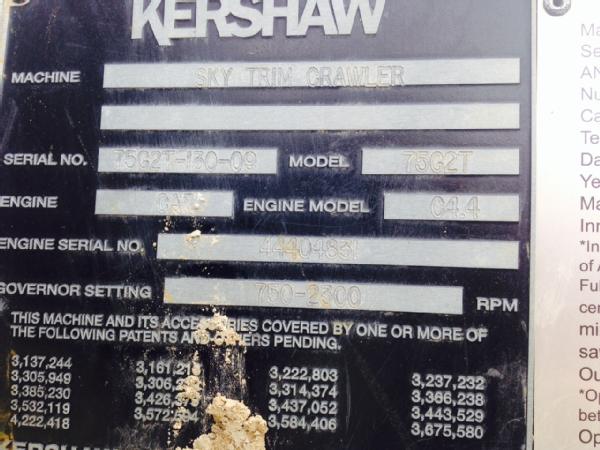 KERSHAW
MACHINE SKY TRIM CRAWLER
SERIAL NO. 75G2T-130-09 MODEL 75G2T
ENGINE ENGINE MODEL C4.4
ENGINE SERIAL NO. 44404831
GOVERNOR SETTING 750-2300 RPM
THIS MACHINE AND ITS ACCESSORIES COVERED BY ONE OR MORE OF
THE FOLLOWING PATENTS AND OTHERS PENDING.
3,137,244 3,222,803 3,237,232
3,305,949 3,314,374 3,366,238
3,385,230 3,437,052 3,443,529
3,532,119 3,584,406 3,675,580
4,222,418
KERSHAW